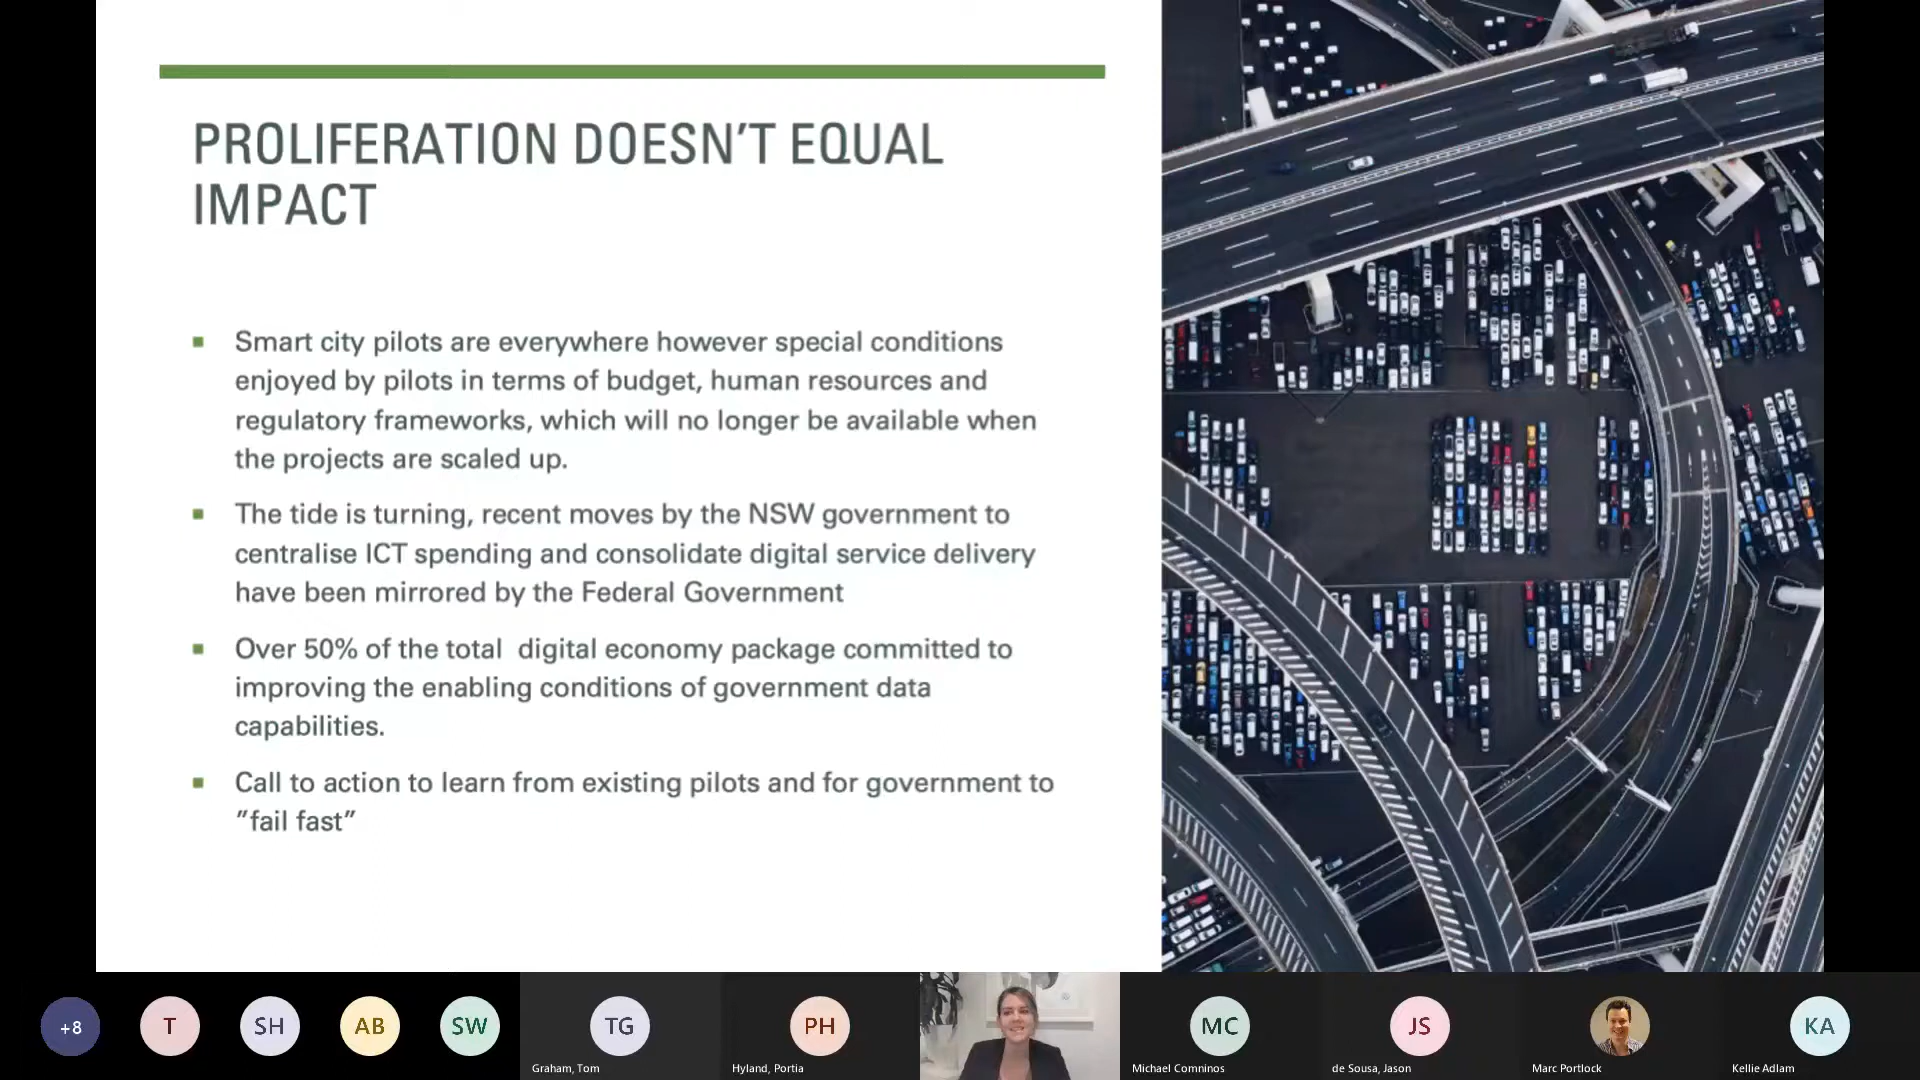 PROLIFERATION DOESN'T EQUAL
IMPACT
Smart city pilots are everywhere however special conditions
enjoyed by pilots in terms of budget, human resources and
regulatory frameworks, which will no longer be available when
the projects are scaled up.
The tide is turning, recent moves by the NSW government to
centralise ICT spending and consolidate digital service delivery
have been mirrored by the Federal Government
Over 50% of the total  digital economy package committed to
improving the enabling conditions of government data
capabilities.
Call to action to learn from existing pilots and for government to
”fail fast”
+8
T
SH
AB
SW
TG
PH
MC
JS
KA
Graham, Tom
Hyland, Portia
Michael Comninos
de Sousa, Jason
Marc Portlock
Kellie Adlam